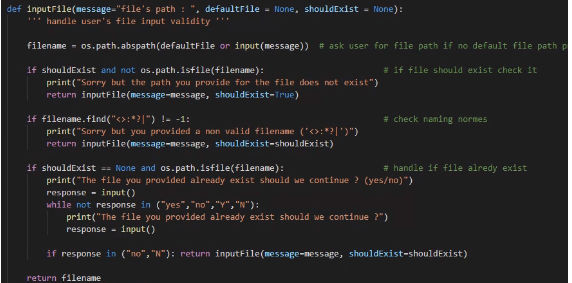 def inputFile(message="file's path : ", defaultFile = None, shouldExist = None):
''' handle user's file input validity '''
filename = os.path.abspath(defaultFile or input(message)) # ask user for file path if no default file path p
if shouldExist and not os.path.isfile(filename): # if file should exist check it
print("Sorry but the path you provide for the file does not exist")
return inputFile(message=message, shouldExist=True)
if filename.find("<>:*?|") != -1: # check naming normes
print("Sorry but you provided a non valid filename ('<>:*?|')")
return inputFile(message=message, shouldExist=shouldExist)
if shouldExist == None and os.path.isfile(filename): # handle if file alredy exist
print("The file you provided already exist should we continue ? (yes/no)")
response = input()
while not response in ("yes","no","Y","N"):
print("The file you provided already exist should we continue ?")
response = input()
if response in ("no","N"): return inputFile(message=message, shouldExist=shouldExist)
return filename